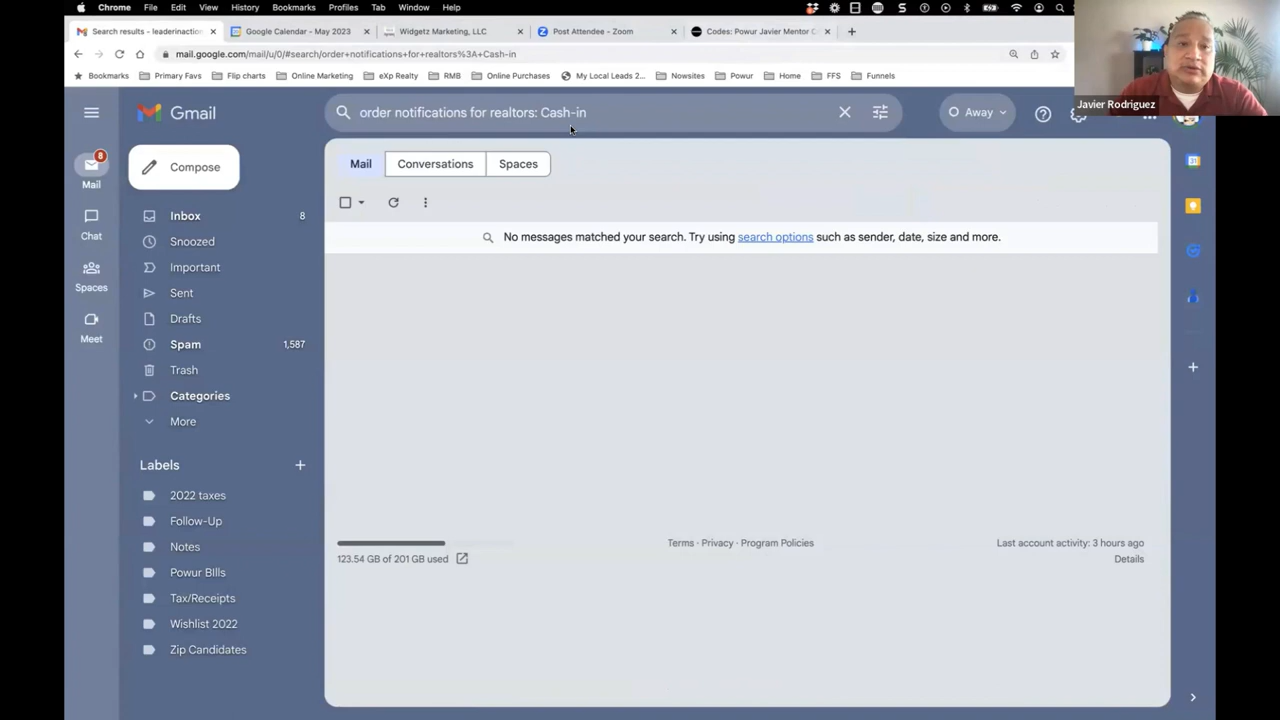 Chrome File Edit View History Bookmarks Profiles Tab Window Help
Search results - leaderinactio
Google Calendar - May 2023
Widgetz Marketing, LLC
Post Attendee - Zoom
Codes: Powur Javier Mentor C
mail.google.com/mail/u/0/#search/order+notifications+for+realtors%3A+Cash-in
Bookmarks Primary Favs Flip charts Online Marketing eXp Realty RMB Online Purchases My Local Leads 2... Nowsites Powur Home FFS Funnels
Javier Rodriguez
Gmail
order notifications for realtors: Cash-in
Away
8
Mail
Chat
Spaces
Meet
Compose
Inbox 8
Snoozed
Important
Sent
Drafts
Spam 1,587
Trash
Categories
More
Labels
2022 taxes
Follow-Up
Notes
Powur BIlls
Tax/Receipts
Wishlist 2022
Zip Candidates
Mail Conversations Spaces
No messages matched your search. Try using search options such as sender, date, size and more.
123.54 GB of 201 GB used
Terms · Privacy · Program Policies
Last account activity: 3 hours ago
Details